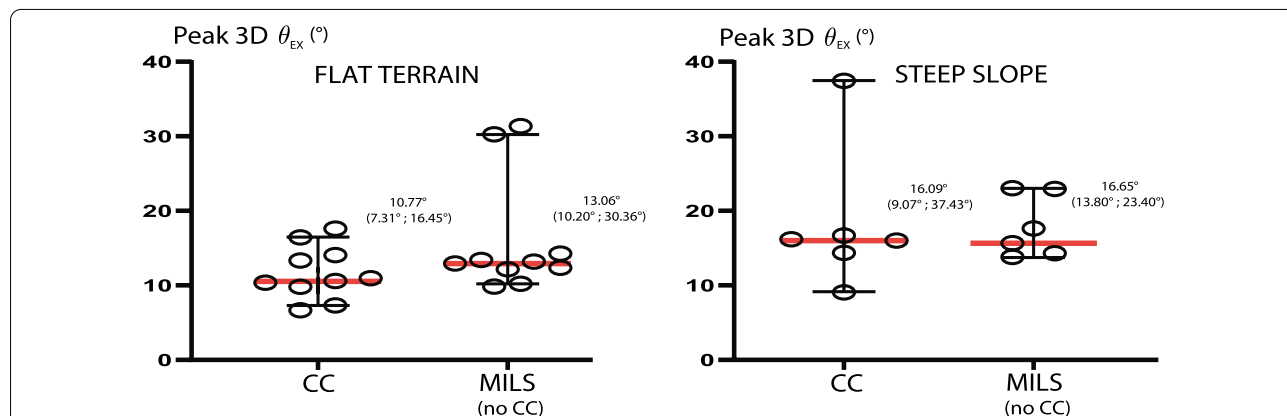 Peak 3D θEX (°)
FLAT TERRAIN
40
30
20
10
0
10.77°
(7.31° ; 16.45°)
13.06°
(10.20° ; 30.36°)
CC
MILS
(no CC)
Peak 3D θEX (°)
STEEP SLOPE
40
30
20
10
0
16.09°
(9.07° ; 37.43°)
16.65°
(13.80° ; 23.40°)
CC
MILS
(no CC)